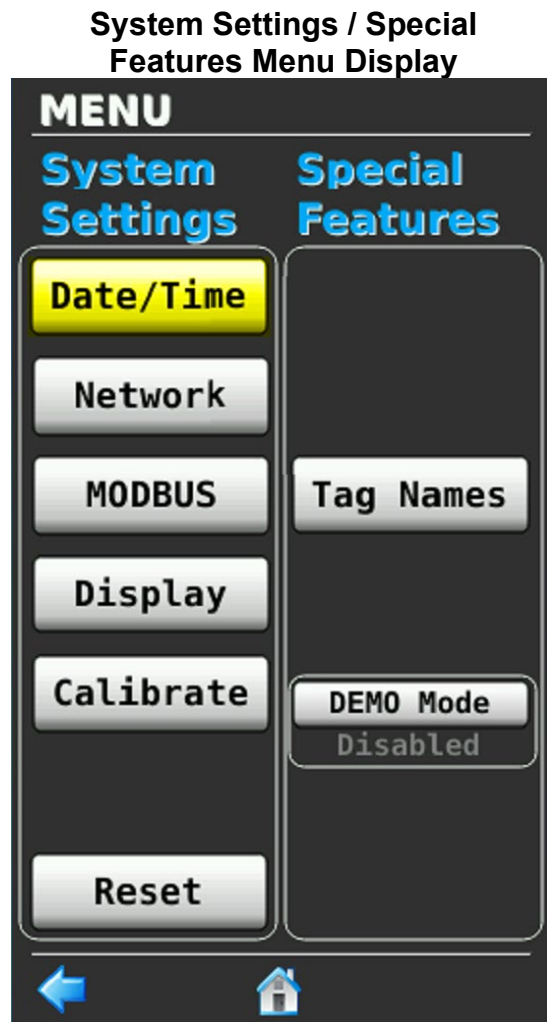 System Settings / Special
Features Menu Display
MENU
System
Settings
Special
Features
Date/Time
Network
MODBUS
Display
Calibrate
Reset
Tag Names
DEMO Mode
Disabled